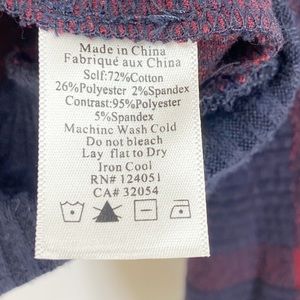 Made in China
Fabriqué aux China
Self:72%Cotton
26%Polyester 2%Spandex
Contrast:95%Polyester
5%Spandex
Machine Wash Cold
Do not bleach
Lay flat to Dry
Iron Cool
RN# 124051
CA# 32054